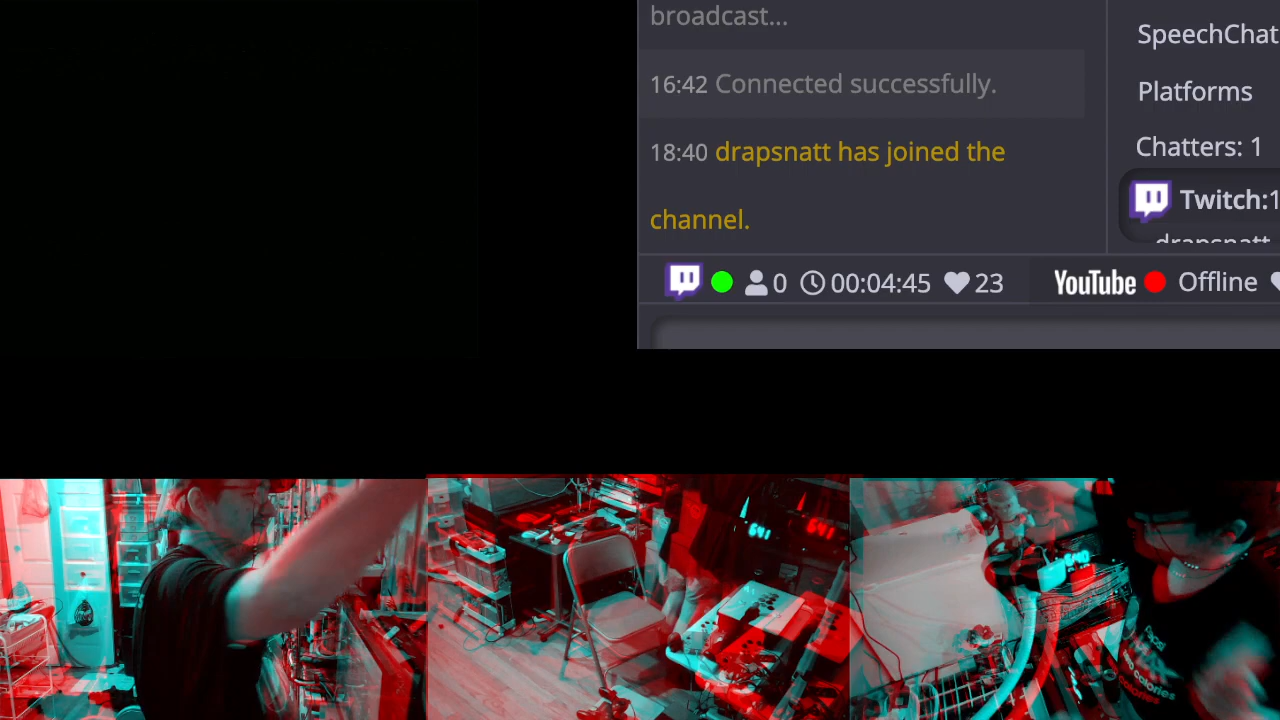 broadcast...
16:42 Connected successfully.
18:40 drapsnatt has joined the
channel.
SpeechChat
Platforms
Chatters: 1
Twitch:1
drapsnatt
0 00:04:45 23
YouTube Offline